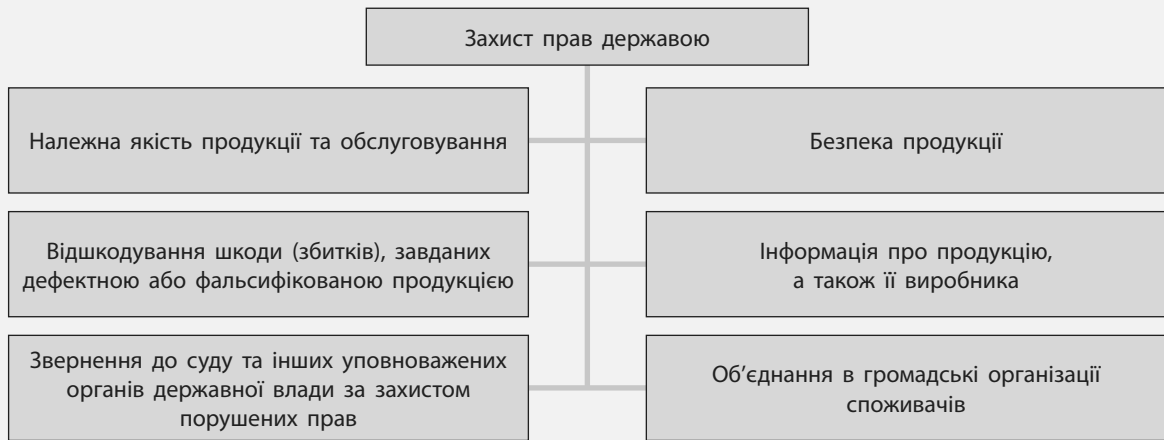 Захист прав державою
Належна якість продукції та обслуговування
Безпека продукції
Відшкодування шкоди (збитків), завданих
дефектною або фальсифікованою продукцією
Інформація про продукцію,
а також її виробника
Звернення до суду та інших уповноважених
органів державної влади за захистом
порушених прав
Об’єднання в громадські організації
споживачів